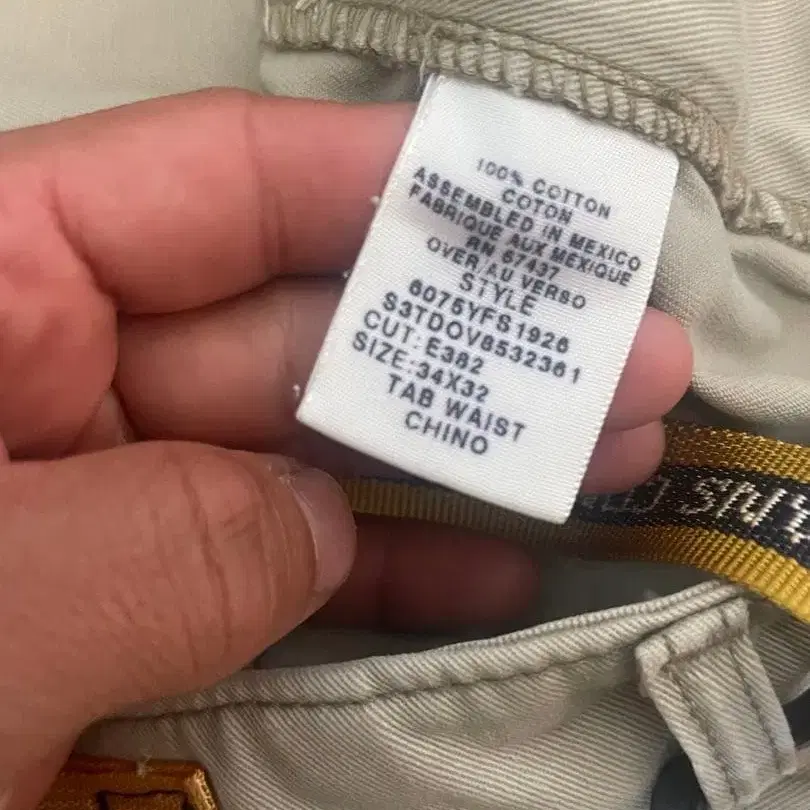 100% COTTON
COTON
ASSEMBLED IN MEXICO
FABRIQUE AUX MEXIQUE
RN 67437
OVER/AU VERSO
STYLE
6075YFS1926
S3TDOV8532361
CUT: E382
SIZE: 34X32
TAB WAIST
CHINO